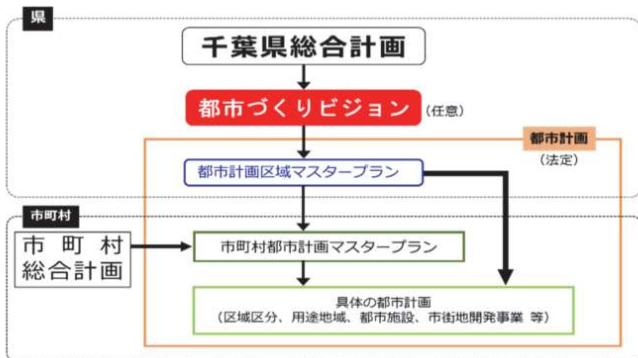 県
千葉県総合計画
都市づくりビジョン
(任意)
都市計画
(法定)
都市計画区域マスタープラン
市町村
市町村
総合計画
市町村都市計画マスタープラン
具体の都市計画
(区域区分、用途地域、都市施設、市街地開発事業 等)